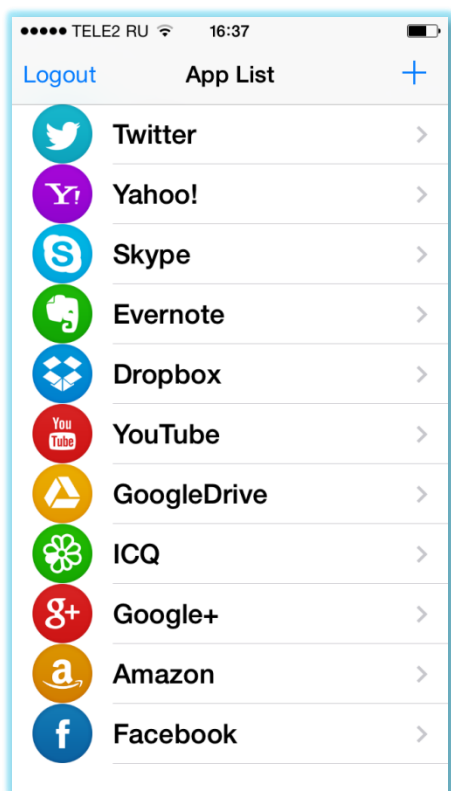 TELE2 RU 16:37
Logout App List +
Twitter
Y! Yahoo!
S Skype
Evernote
Dropbox
You
Tube YouTube
GoogleDrive
ICQ
g+ Google+
a Amazon
f Facebook